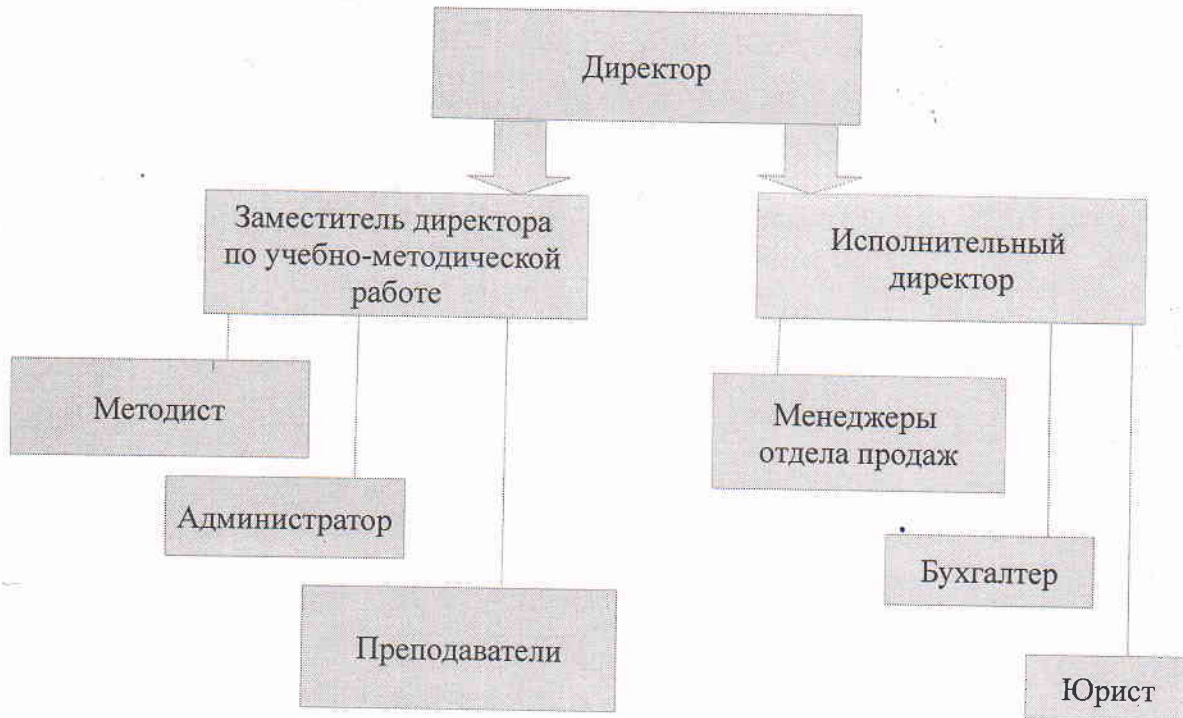 Директор
Заместитель директора
по учебно-методической
работе
Исполнительный
директор
Методист
Менеджеры
отдела продаж
Администратор
Бухгалтер
Преподаватели
Юрист